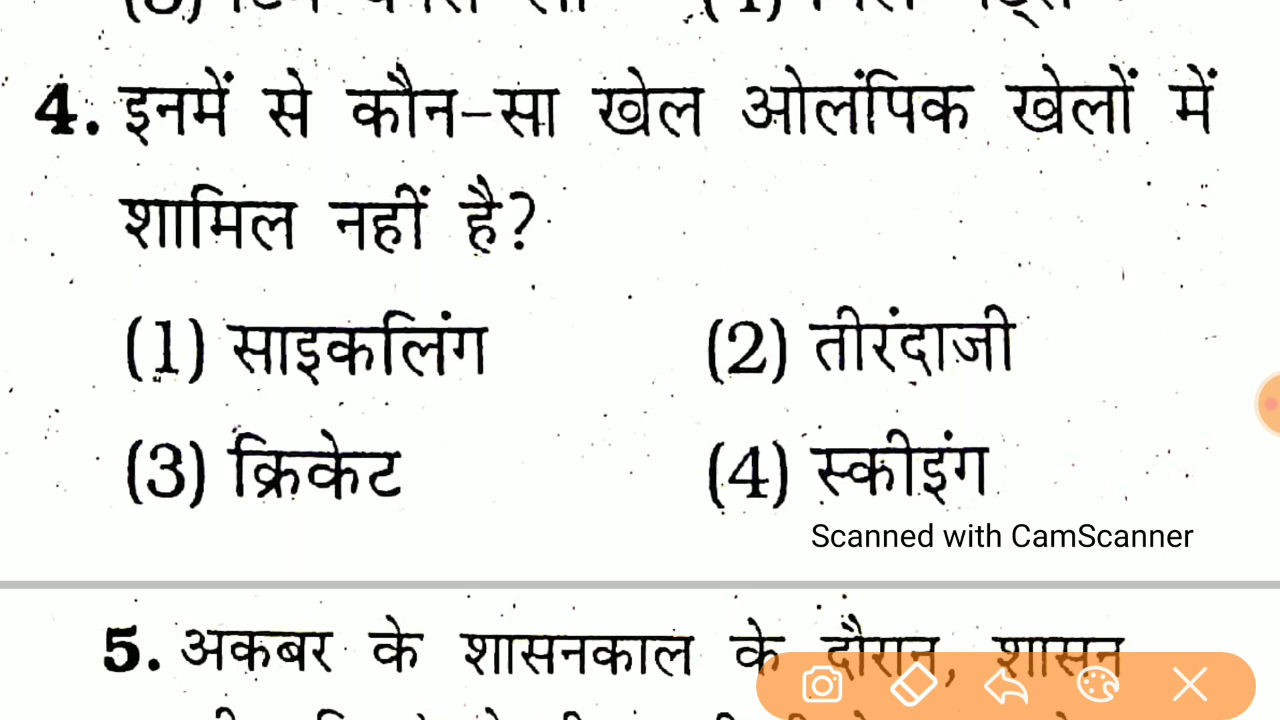 4. इनमें से कौन-सा खेल ओलंपिक खेलों में
शामिल नहीं है?
(1) साइकलिंग (2) तीरंदाजी
(3) क्रिकेट (4) स्कीइंग
Scanned with CamScanner
5. अकबर के शासनकाल के दौरान, शासन